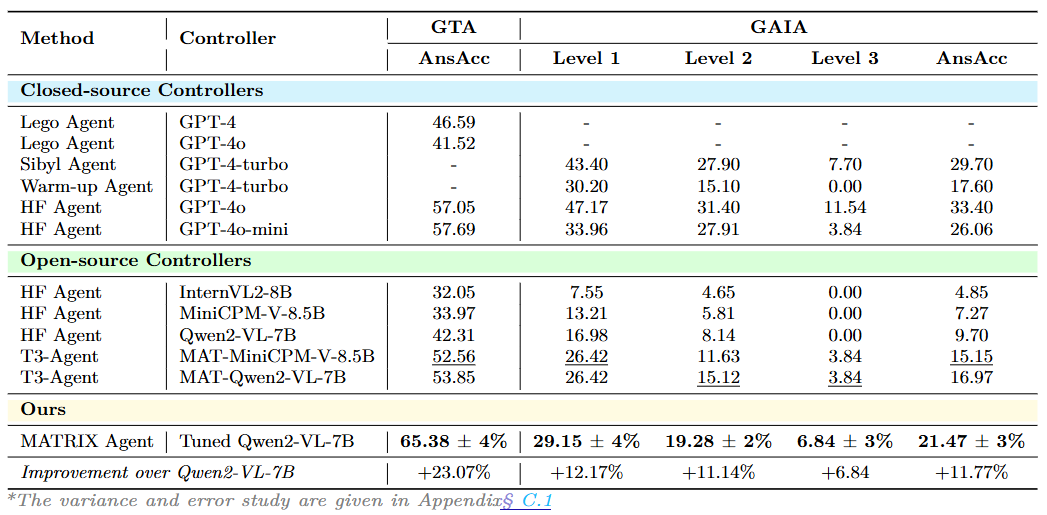 Method Controller GTA GAIA
AnsAcc Level 1 Level 2 Level 3 AnsAcc
Closed-source Controllers
Lego Agent GPT-4 46.59 - - - -
Lego Agent GPT-4o 41.52 - - - -
Sibyl Agent GPT-4-turbo - 43.40 27.90 7.70 29.70
Warm-up Agent GPT-4-turbo - 30.20 15.10 0.00 17.60
HF Agent GPT-4o 57.05 47.17 31.40 11.54 33.40
HF Agent GPT-4o-mini 57.69 33.96 27.91 3.84 26.06
Open-source Controllers
HF Agent InternVL2-8B 32.05 7.55 4.65 0.00 4.85
HF Agent MiniCPM-V-8.5B 33.97 13.21 5.81 0.00 7.27
HF Agent Qwen2-VL-7B 42.31 16.98 8.14 0.00 9.70
T3-Agent MAT-MiniCPM-V-8.5B 52.56 26.42 11.63 3.84 15.15
T3-Agent MAT-Qwen2-VL-7B 53.85 26.42 15.12 3.84 16.97
Ours
MATRIX Agent Tuned Qwen2-VL-7B 65.38 ± 4% 29.15 ± 4% 19.28 ± 2% 6.84 ± 3% 21.47 ± 3%
Improvement over Qwen2-VL-7B +23.07% +12.17% +11.14% +6.84 +11.77%
*The variance and error study are given in Appendix§ C.1